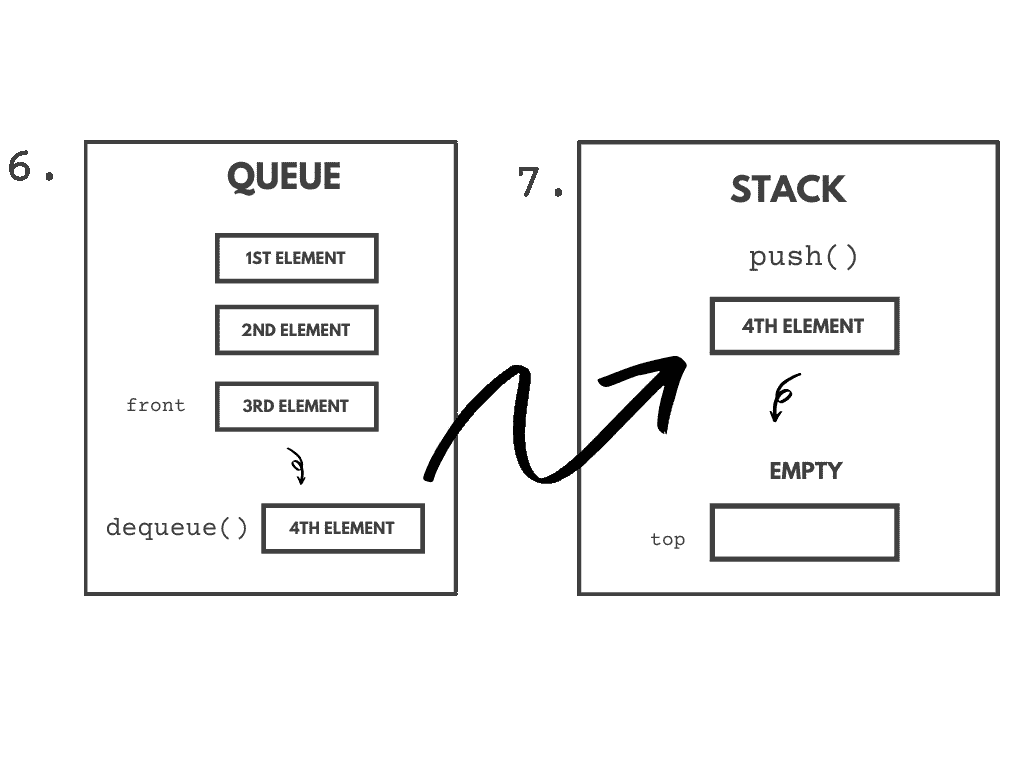 6.
QUEUE
1ST ELEMENT
2ND ELEMENT
front
3RD ELEMENT
dequeue()
4TH ELEMENT
7.
STACK
push()
4TH ELEMENT
EMPTY
top